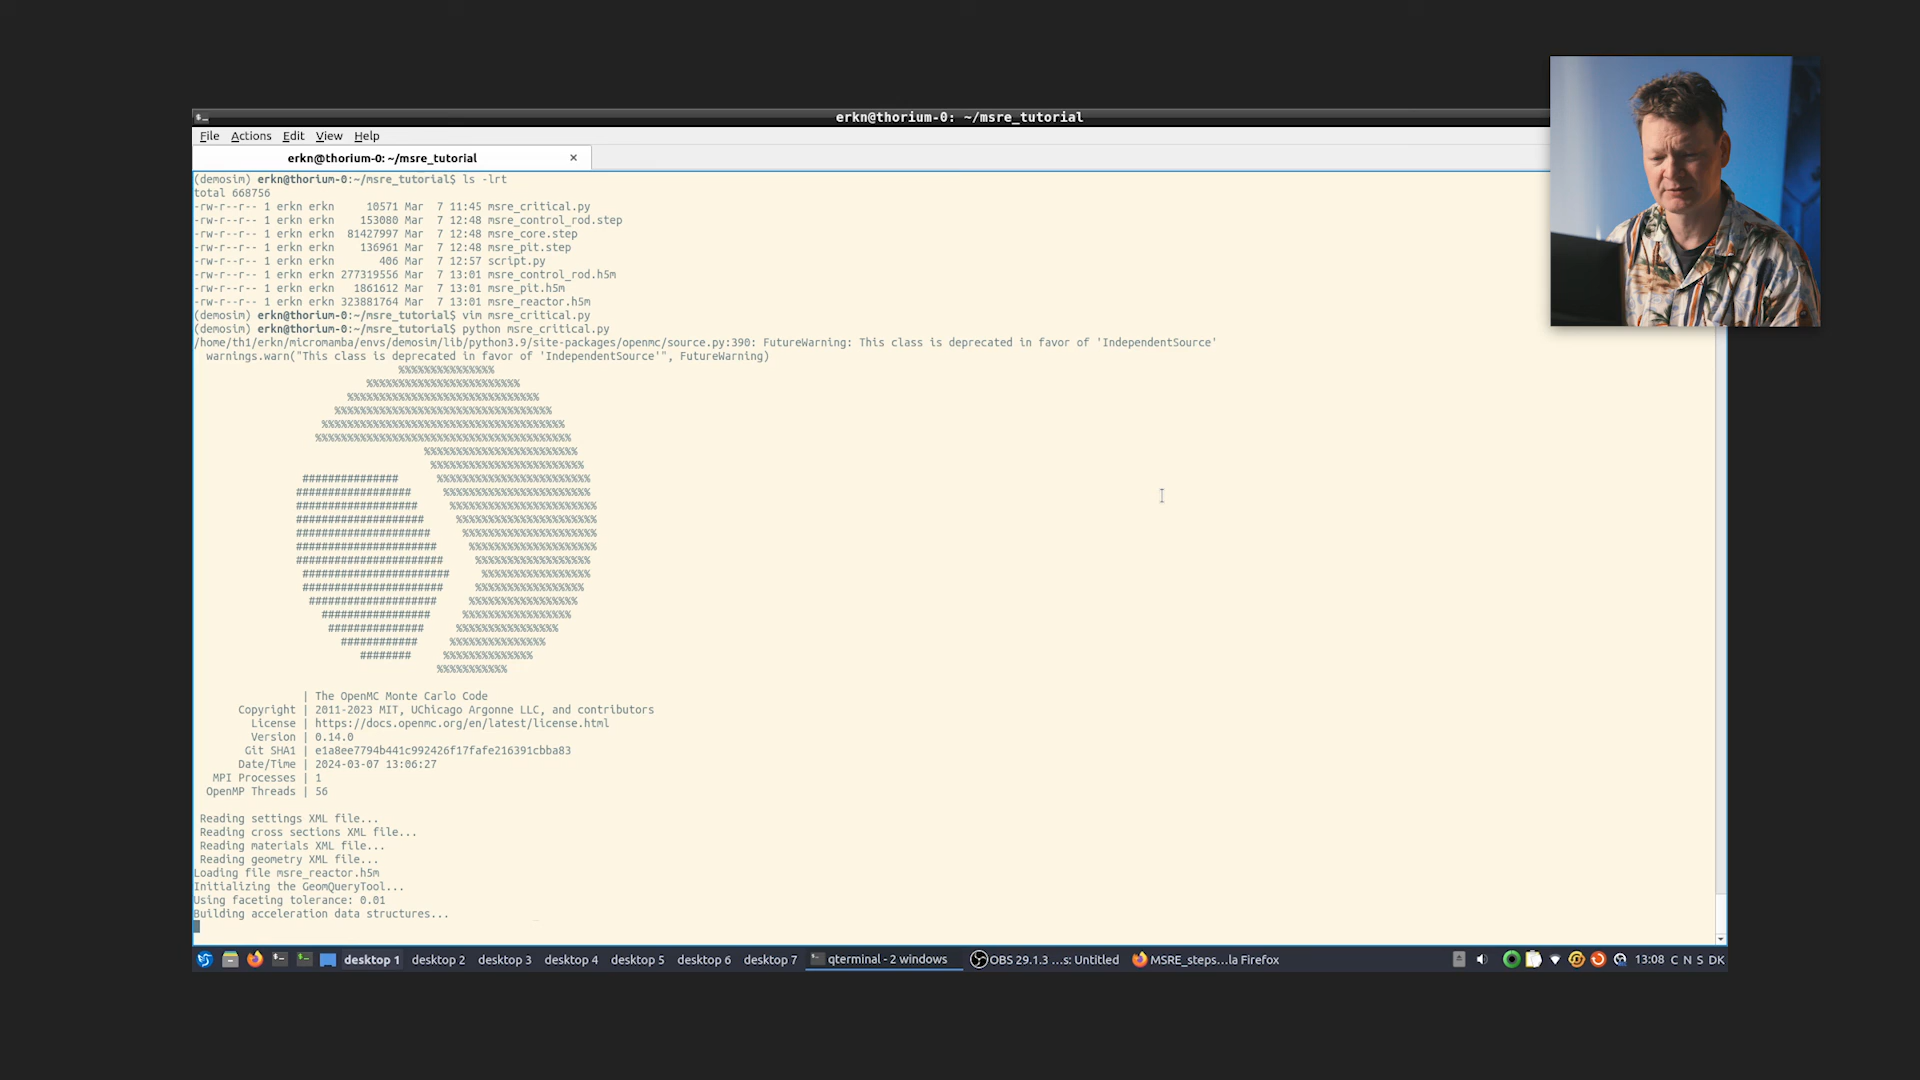 erkn@thorium-0: ~/msre_tutorial
File Actions Edit View Help
erkn@thorium-0: ~/msre_tutorial ×
(demosim) erkn@thorium-0:~/msre_tutorial$ ls -lrt
total 668756
-rw-r--r-- 1 erkn erkn     10571 Mar  7 11:45 msre_critical.py
-rw-r--r-- 1 erkn erkn    153080 Mar  7 12:48 msre_control_rod.step
-rw-r--r-- 1 erkn erkn  81427997 Mar  7 12:48 msre_core.step
-rw-r--r-- 1 erkn erkn    136961 Mar  7 12:48 msre_pit.step
-rw-r--r-- 1 erkn erkn       406 Mar  7 12:57 script.py
-rw-r--r-- 1 erkn erkn 277319556 Mar  7 13:01 msre_control_rod.h5m
-rw-r--r-- 1 erkn erkn   1861612 Mar  7 13:01 msre_pit.h5m
-rw-r--r-- 1 erkn erkn 323881764 Mar  7 13:01 msre_reactor.h5m
(demosim) erkn@thorium-0:~/msre_tutorial$ vim msre_critical.py
(demosim) erkn@thorium-0:~/msre_tutorial$ python msre_critical.py
/home/th1/erkn/micromamba/envs/demosim/lib/python3.9/site-packages/openmc/source.py:390: FutureWarning: This class is deprecated in favor of 'IndependentSource'
warnings.warn("This class is deprecated in favor of 'IndependentSource'", FutureWarning)
| The OpenMC Monte Carlo Code
Copyright | 2011-2023 MIT, UChicago Argonne LLC, and contributors
License | https://docs.openmc.org/en/latest/license.html
Version | 0.14.0
Git SHA1 | e1a8ee7794b441c992426f17fafe216391cbba83
Date/Time | 2024-03-07 13:06:27
MPI Processes | 1
OpenMP Threads | 56
Reading settings XML file...
Reading cross sections XML file...
Reading materials XML file...
Reading geometry XML file...
Loading file msre_reactor.h5m
Initializing the GeomQueryTool...
Using faceting tolerance: 0.01
Building acceleration data structures...
desktop 1 desktop 2 desktop 3 desktop 4 desktop 5 desktop 6 desktop 7 qterminal - 2 windows OBS 29.1.3 ...s: Untitled MSRE_steps...la Firefox 13:08 C N S DK